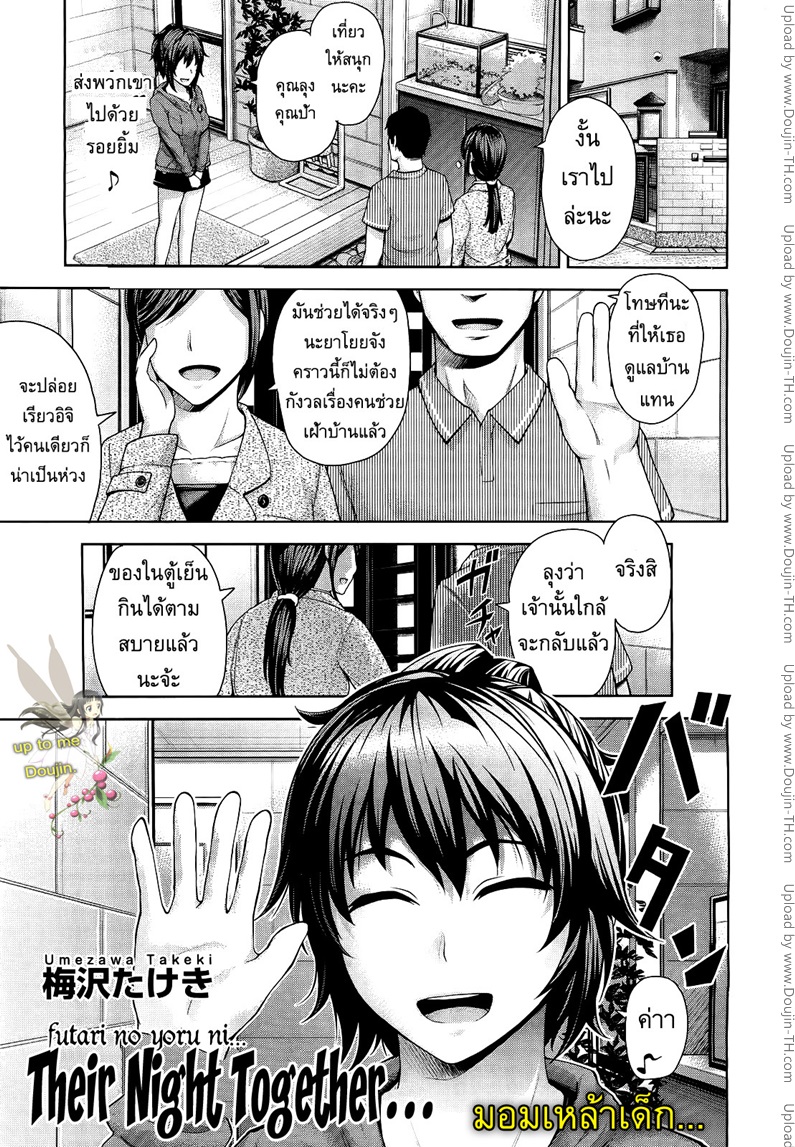 งั้น
เราไป
ล่ะนะ
เที่ยว
ให้สนุก
นะคะ
คุณลุง
คุณป้า
ส่งพวกเขา
ไปด้วย
รอยยิ้ม
โทษทีนะ
ที่ให้เธอ
ดูแลบ้าน
แทน
มันช่วยได้จริงๆ
นะยาโยยจัง
คราวนี้ก็ไม่ต้อง
กังวลเรื่องคนช่วย
เฝ้าบ้านแล้ว
จะปล่อย
เรียวอิจิ
ไว้คนเดียวก็
น่าเป็นห่วง
จริงสิ
ลุงว่า
เจ้านั้นใกล้
จะกลับแล้ว
ガチャ
ของในตู้เย็น
กินได้ตาม
สบายแล้ว
นะจ้ะ
バタン
ค่าา
up to me
Doujin.
Umezawa Takeki
梅沢たけき
futari no yoru ni...
Their Night Together...
มอมเหล้าเด็ก...
Upload by www.Doujin-TH.com
Upload by www.Doujin-TH.com
Upload by www.Doujin-TH.com
Upload by www.Doujin-TH.com
Upload by www.Doujin-TH.com
Upload